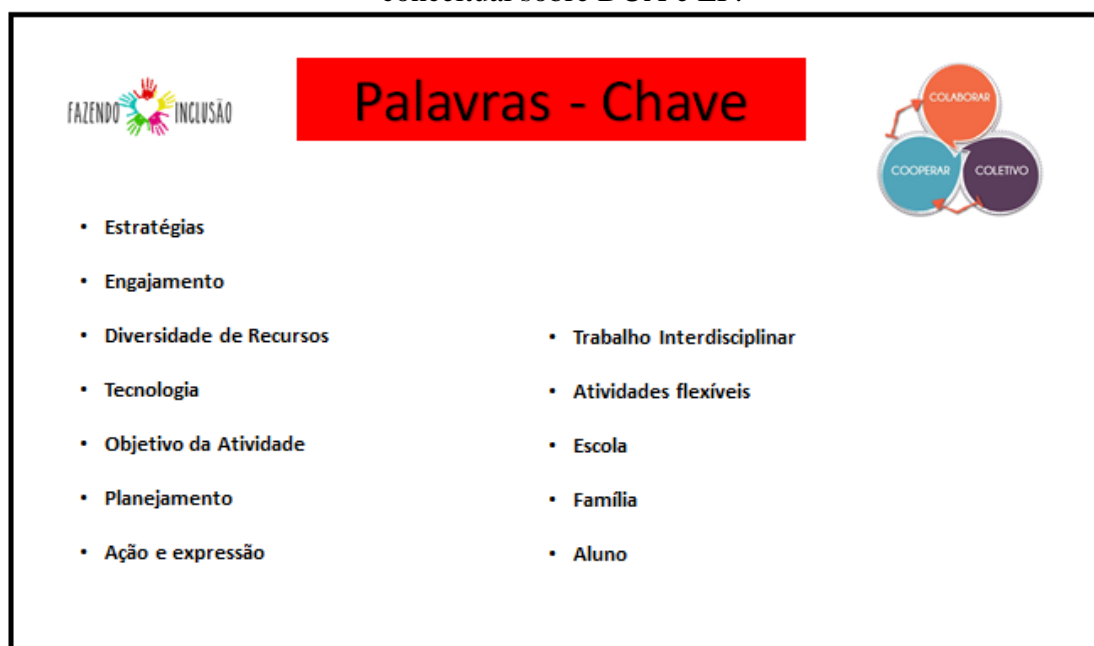 FAZENDO INCLUSÃO
Palavras - Chave
COLABORAR
COOPERAR
COLETIVO
• Estratégias
• Engajamento
• Diversidade de Recursos
• Tecnologia
• Objetivo da Atividade
• Planejamento
• Ação e expressão
• Trabalho Interdisciplinar
• Atividades flexíveis
• Escola
• Família
• Aluno